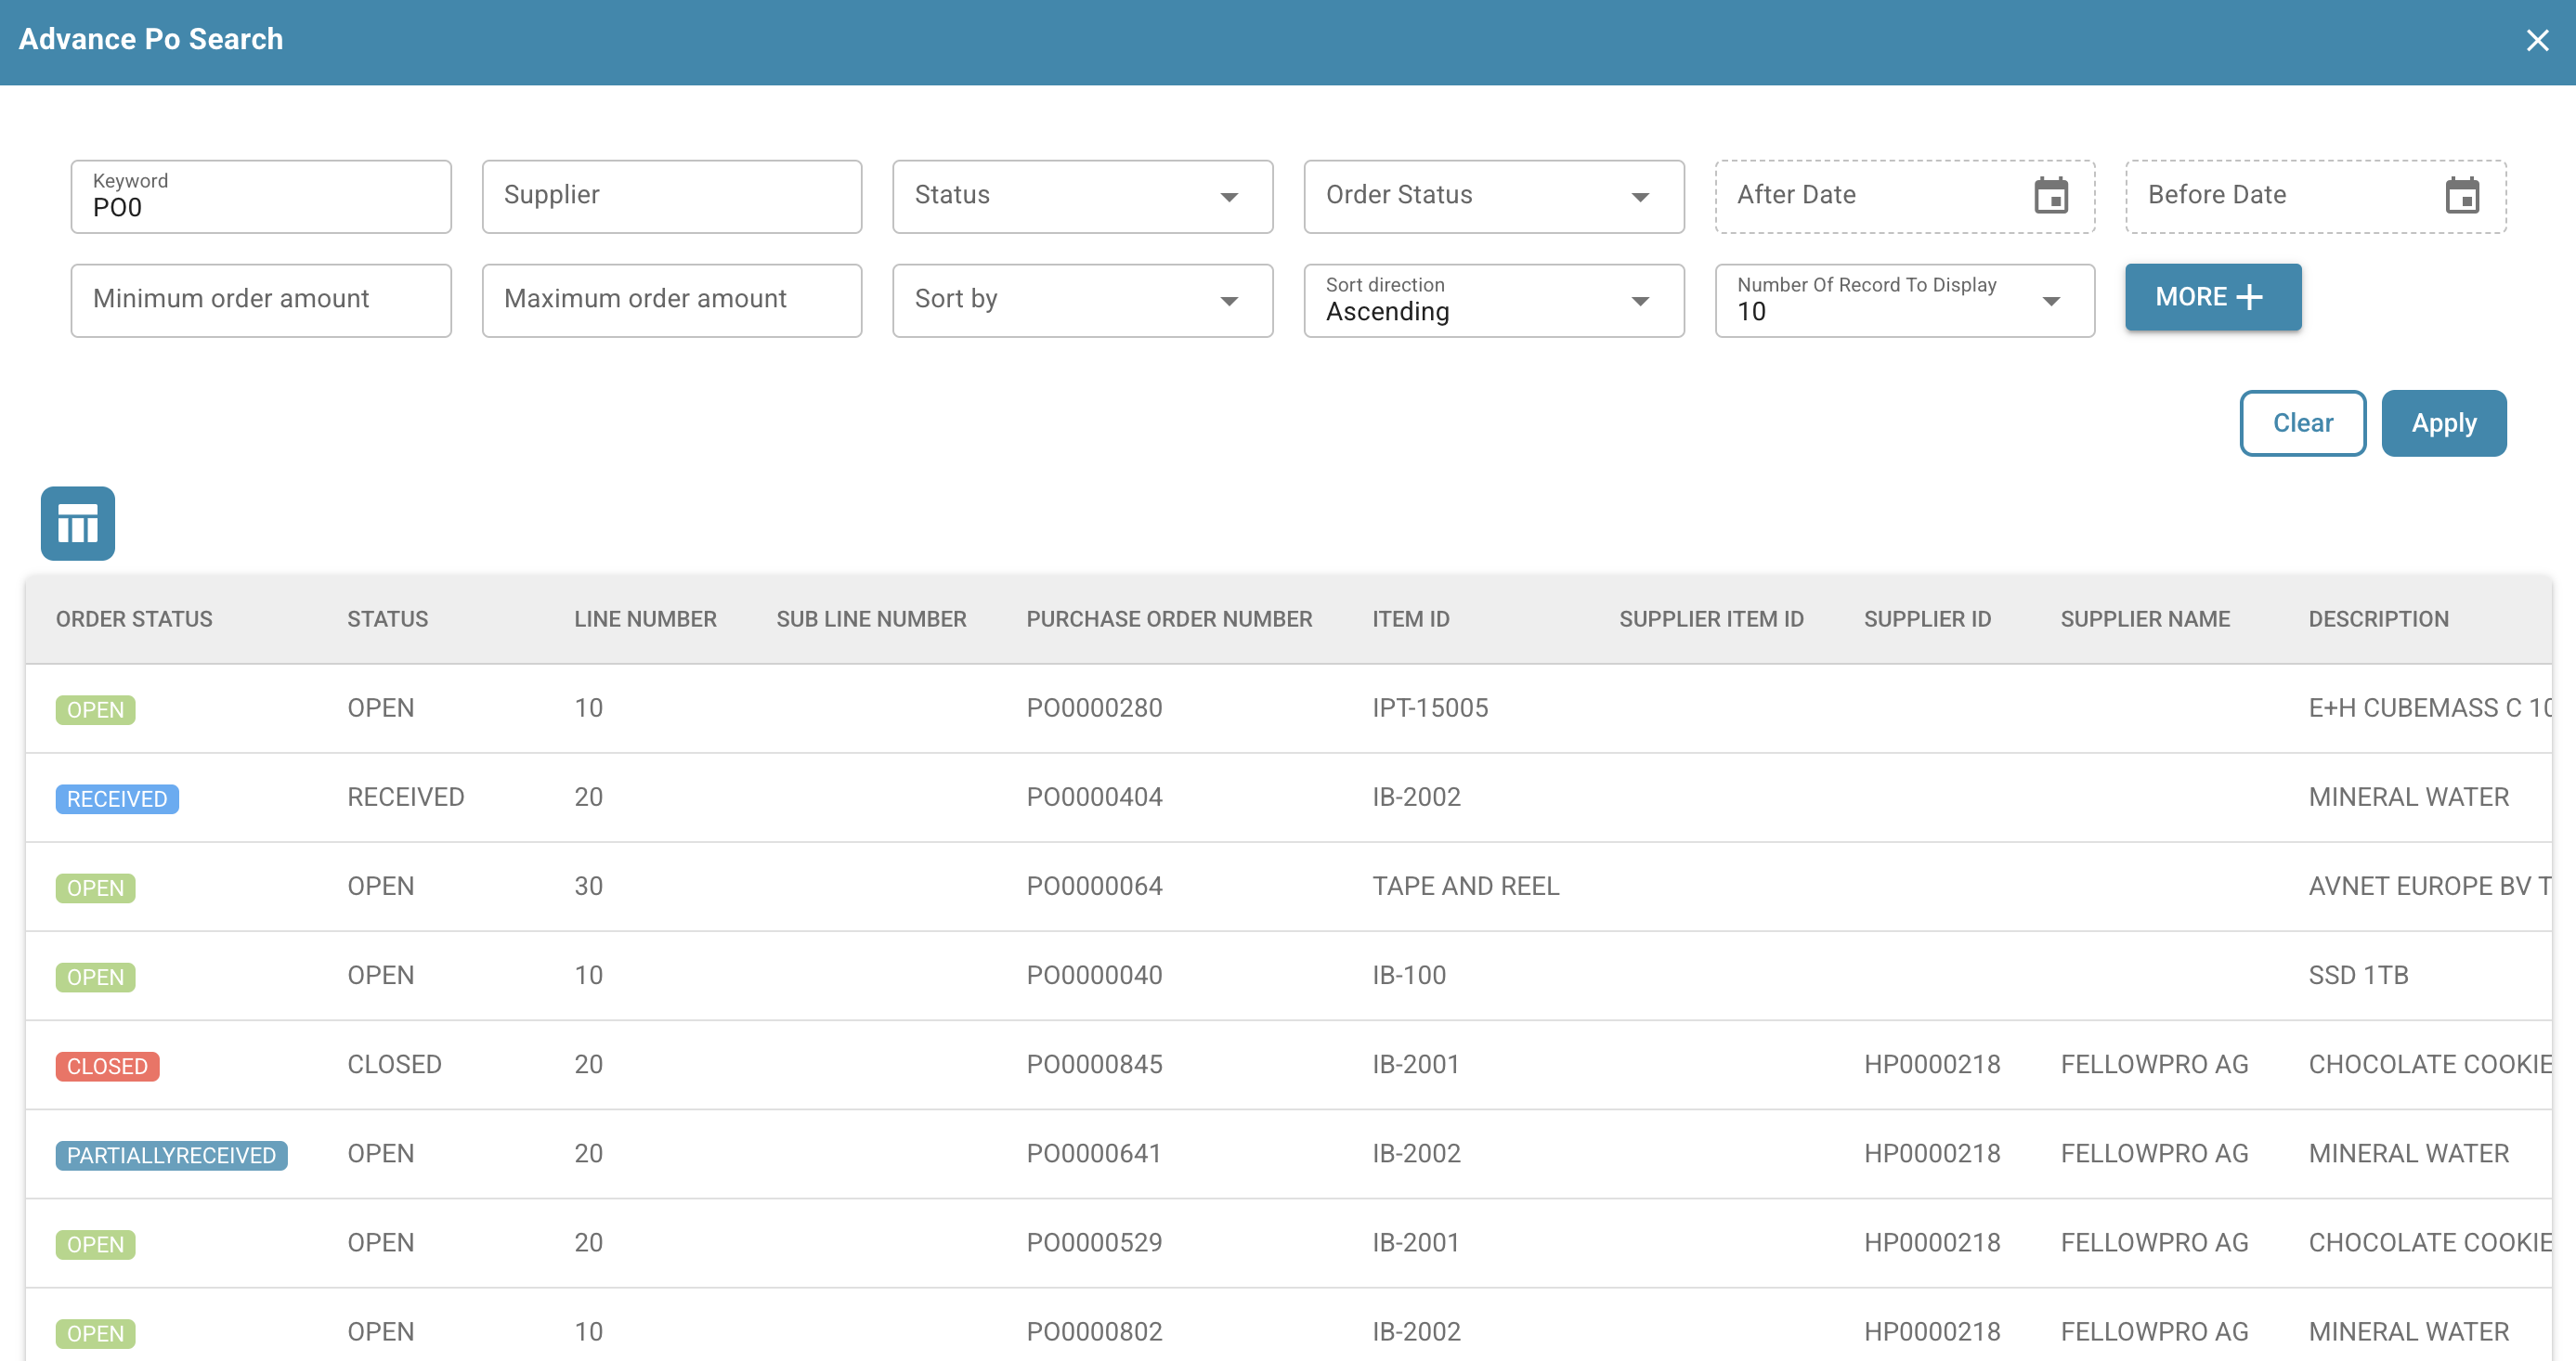 Advance Po Search
Keyword
PO0
Supplier
Status
Order Status
After Date
Before Date
Minimum order amount
Maximum order amount
Sort by
Sort direction
Ascending
Number Of Record To Display
10
MORE
Clear
Apply
ORDER STATUS STATUS LINE NUMBER SUB LINE NUMBER PURCHASE ORDER NUMBER ITEM ID SUPPLIER ITEM ID SUPPLIER ID SUPPLIER NAME DESCRIPTION
OPEN OPEN 10 PO0000280 IPT-15005 E+H CUBEMASS C 10
RECEIVED RECEIVED 20 PO0000404 IB-2002 MINERAL WATER
OPEN OPEN 30 PO0000064 TAPE AND REEL AVNET EUROPE BV T
OPEN OPEN 10 PO0000040 IB-100 SSD 1TB
CLOSED CLOSED 20 PO0000845 IB-2001 HP0000218 FELLOWPRO AG CHOCOLATE COOKIE
PARTIALLYRECEIVED OPEN 20 PO0000641 IB-2002 HP0000218 FELLOWPRO AG MINERAL WATER
OPEN OPEN 20 PO0000529 IB-2001 HP0000218 FELLOWPRO AG CHOCOLATE COOKIE
OPEN OPEN 10 PO0000802 IB-2002 HP0000218 FELLOWPRO AG MINERAL WATER